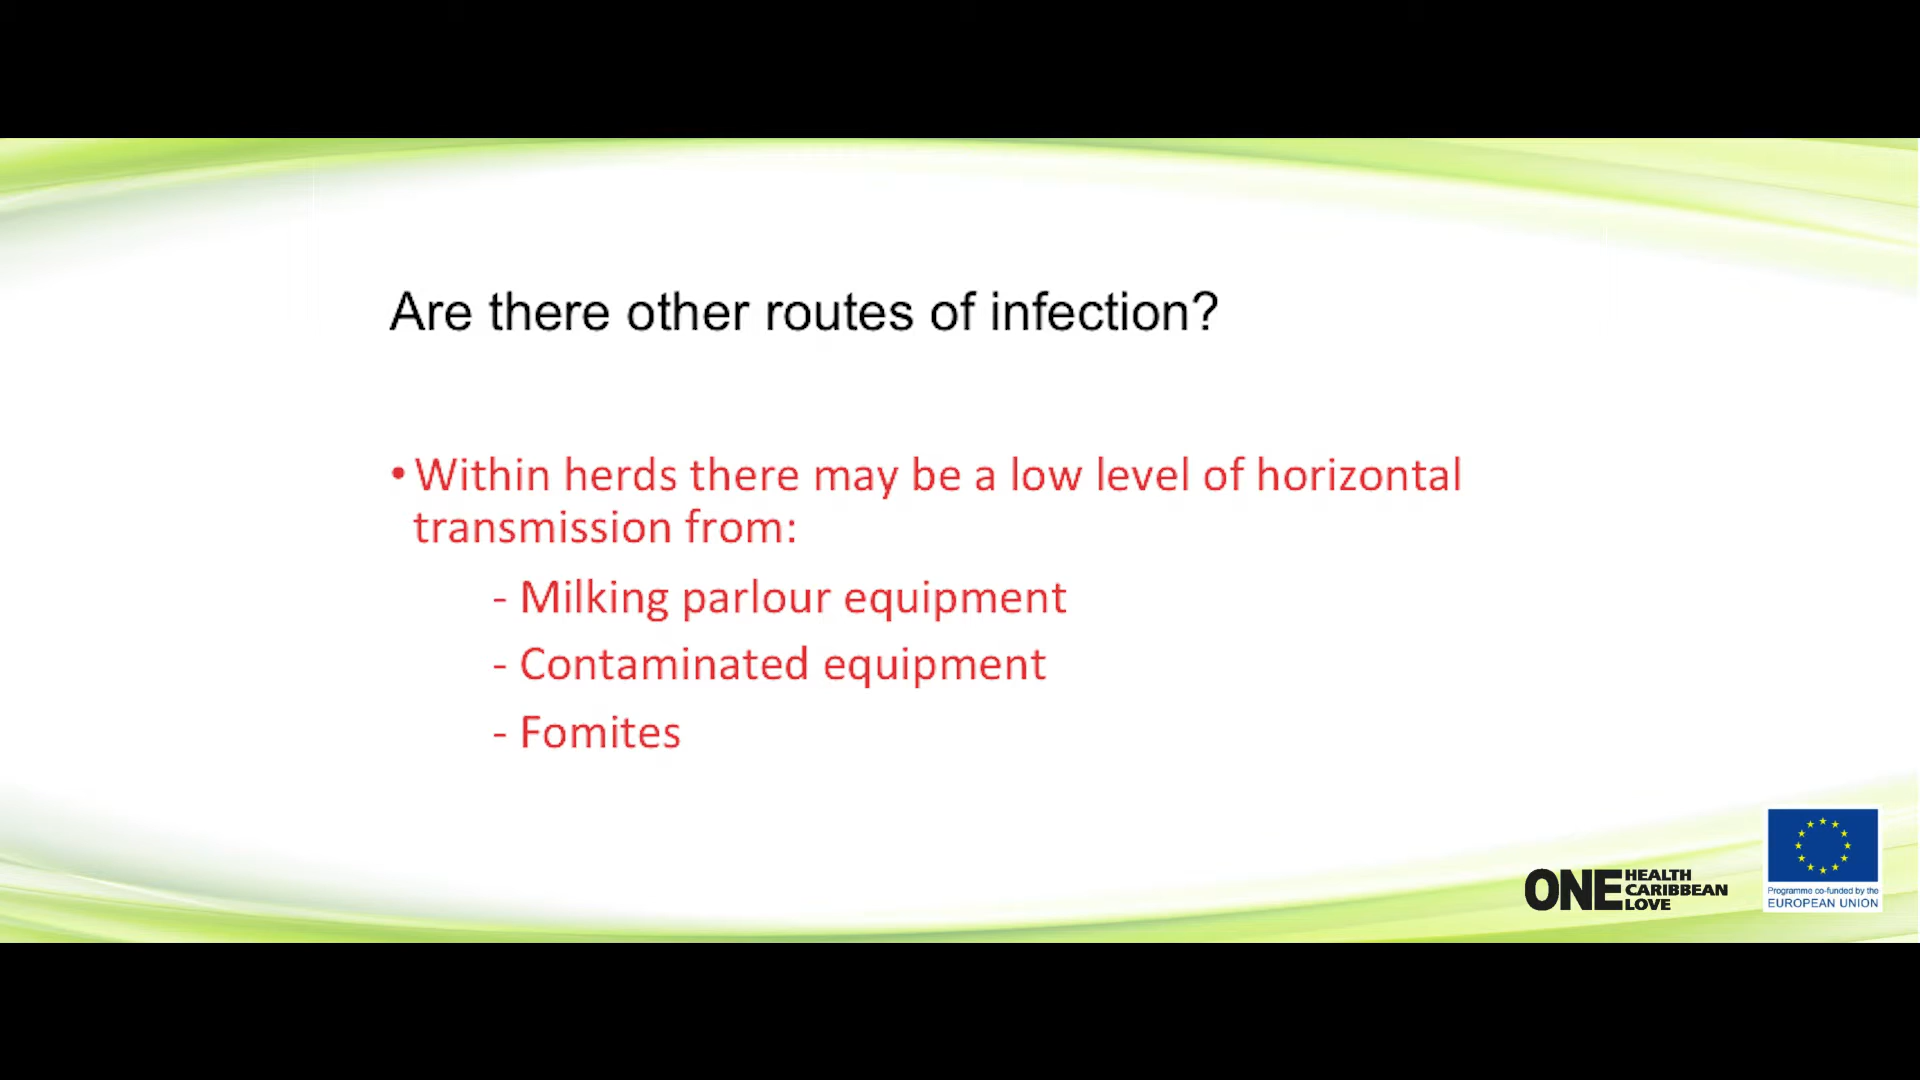 Are there other routes of infection?
• Within herds there may be a low level of horizontal
transmission from:
- Milking parlour equipment
- Contaminated equipment
- Fomites
ONE HEALTH
CARIBBEAN
LOVE
Programme co-funded by the
EUROPEAN UNION